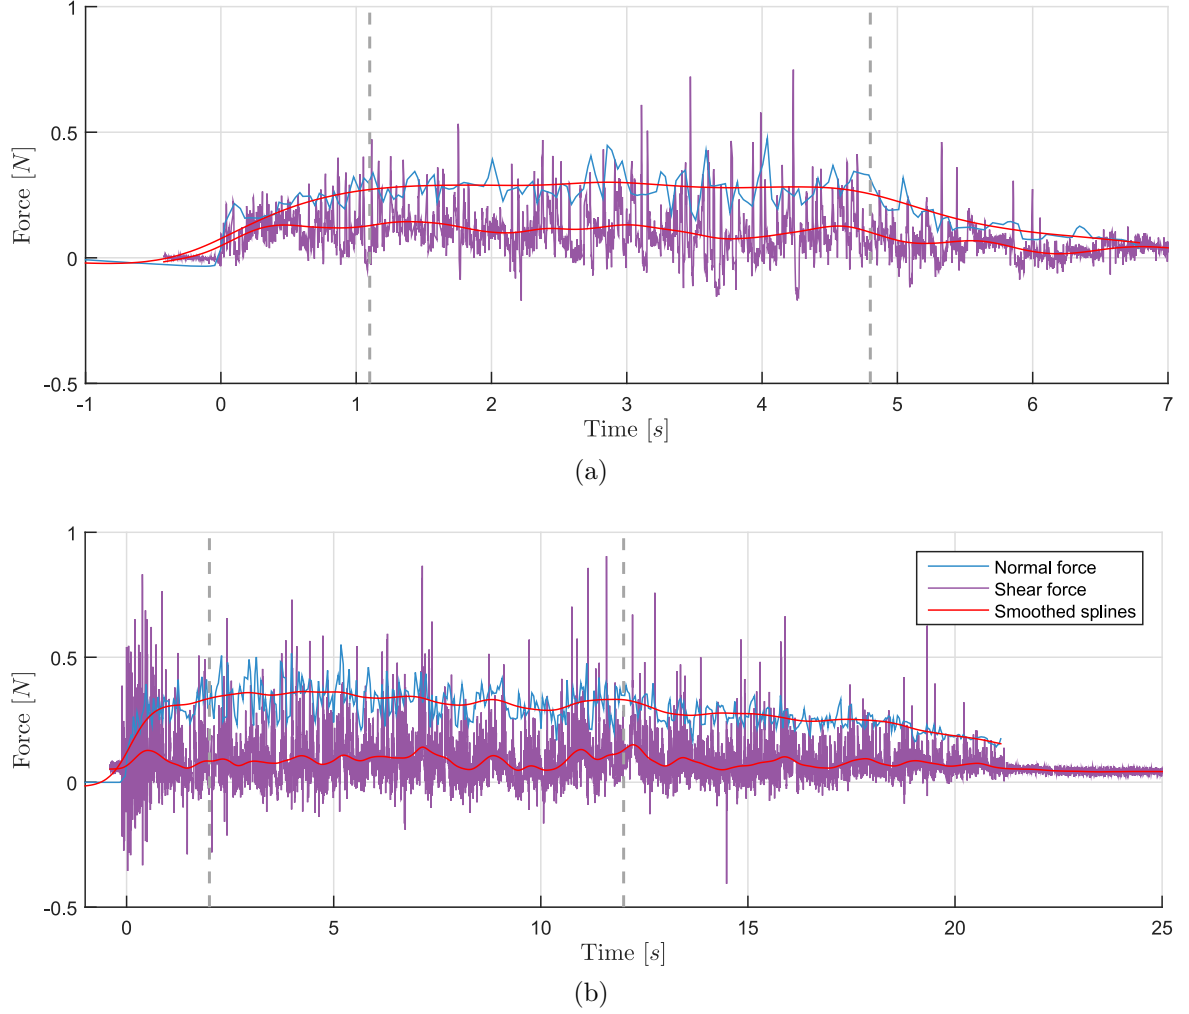 1
0.5
0
-0.5
Force [N]
-1 0 1 2 3 4 5 6 7
Time [s]
(a)
1
0.5
0
-0.5
Force [N]
Normal force
Shear force
Smoothed splines
0 5 10 15 20 25
Time [s]
(b)